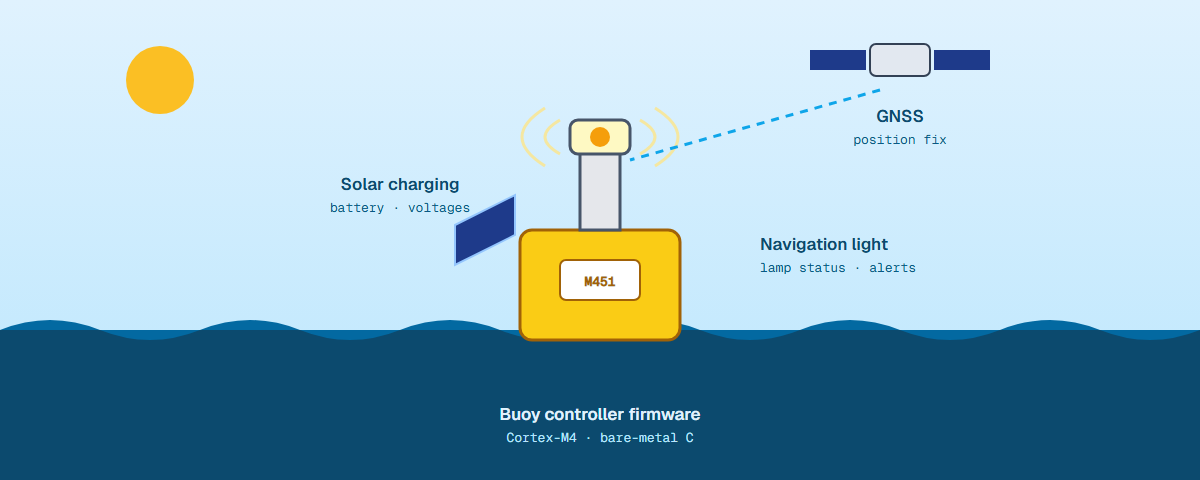 GNSS
position fix
Solar charging
battery · voltages
Navigation light
lamp status · alerts
M451
Buoy controller firmware
Cortex-M4 · bare-metal C